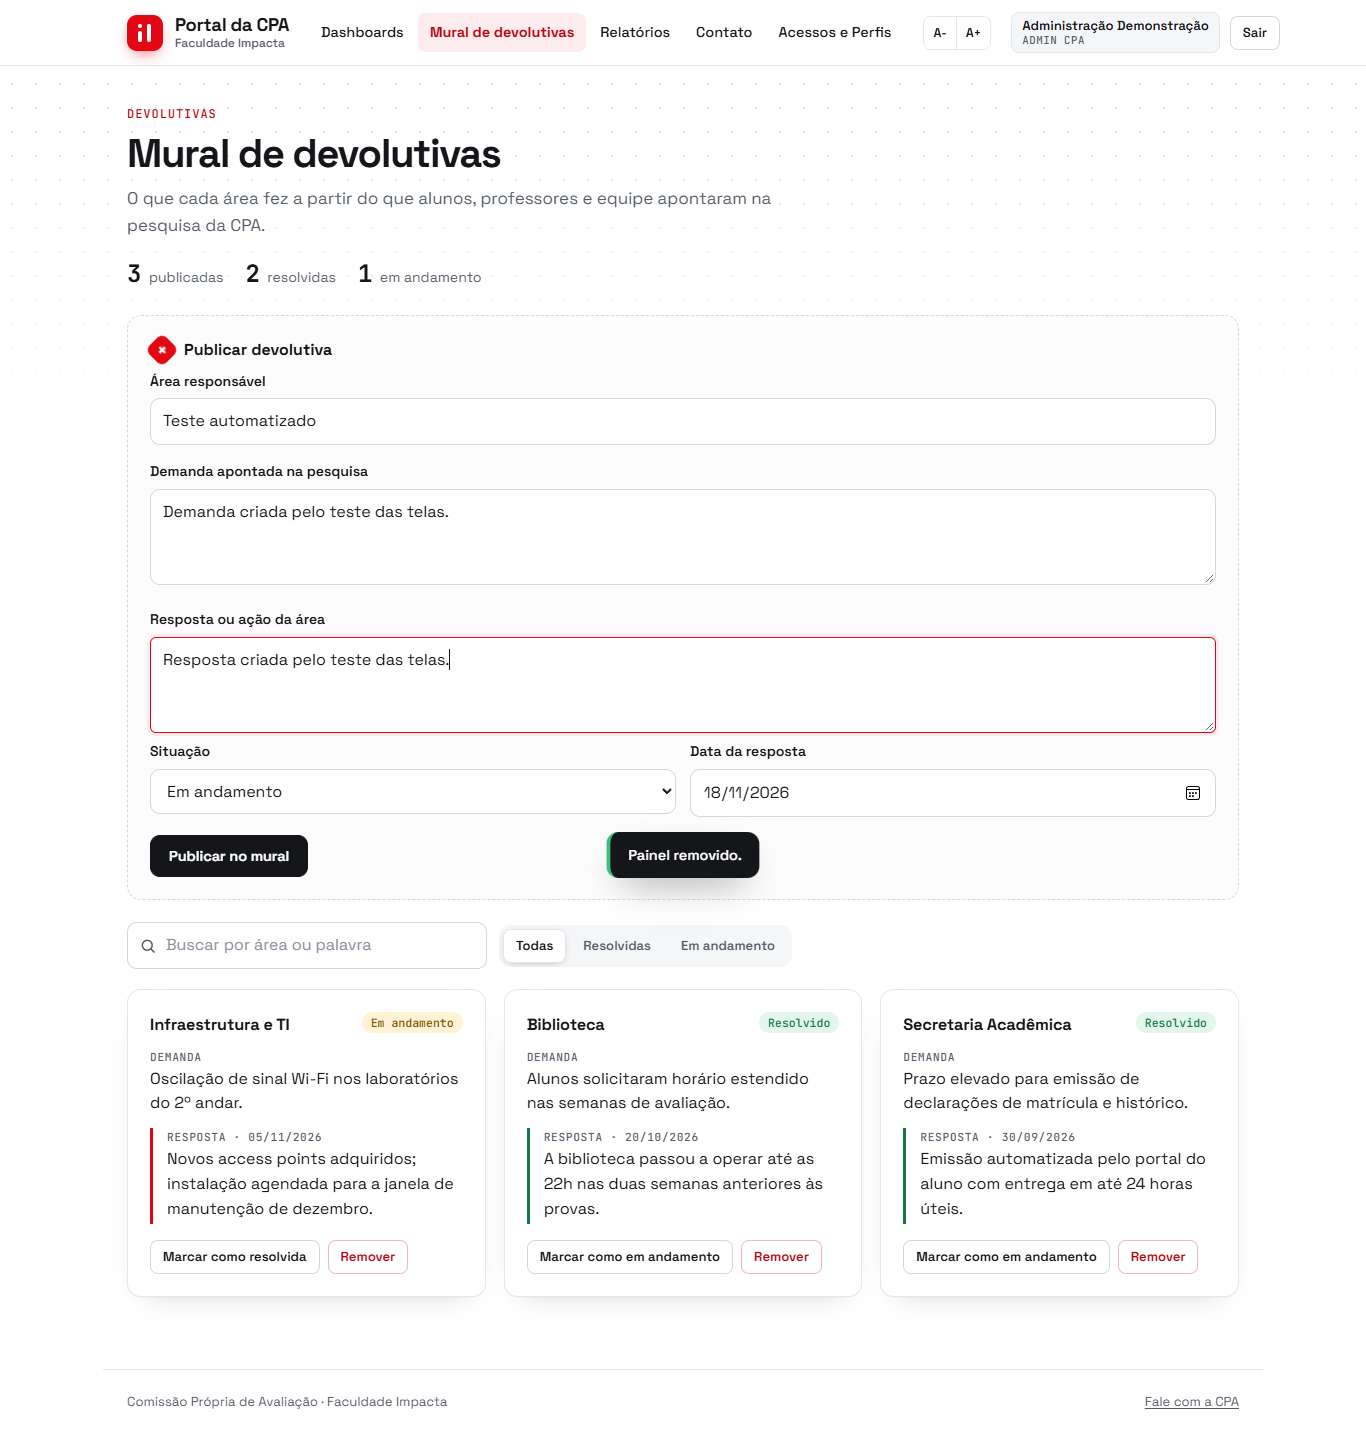 Portal da CPA
Faculdade Impacta
Dashboards
Mural de devolutivas
Relatórios
Contato
Acessos e Perfis
A-
A+
Administração Demonstração
ADMIN CPA
Sair
DEVOLUTIVAS
Mural de devolutivas
O que cada área fez a partir do que alunos, professores e equipe apontaram na
pesquisa da CPA.
3 publicadas
2 resolvidas
1 em andamento
Publicar devolutiva
Área responsável
Teste automatizado
Demanda apontada na pesquisa
Demanda criada pelo teste das telas.
Resposta ou ação da área
Resposta criada pelo teste das telas.
Situação
Data da resposta
Em andamento
18/11/2026
Publicar no mural
Painel removido.
Buscar por área ou palavra
Todas
Resolvidas
Em andamento
Infraestrutura e TI
Em andamento
DEMANDA
Oscilação de sinal Wi-Fi nos laboratórios
do 2º andar.
RESPOSTA · 05/11/2026
Novos access points adquiridos;
instalação agendada para a janela de
manutenção de dezembro.
Marcar como resolvida
Remover
Biblioteca
Resolvido
DEMANDA
Alunos solicitaram horário estendido
nas semanas de avaliação.
RESPOSTA · 20/10/2026
A biblioteca passou a operar até as
22h nas duas semanas anteriores às
provas.
Marcar como em andamento
Remover
Secretaria Acadêmica
Resolvido
DEMANDA
Prazo elevado para emissão de
declarações de matrícula e histórico.
RESPOSTA · 30/09/2026
Emissão automatizada pelo portal do
aluno com entrega em até 24 horas
úteis.
Marcar como em andamento
Remover
Comissão Própria de Avaliação · Faculdade Impacta
Fale com a CPA